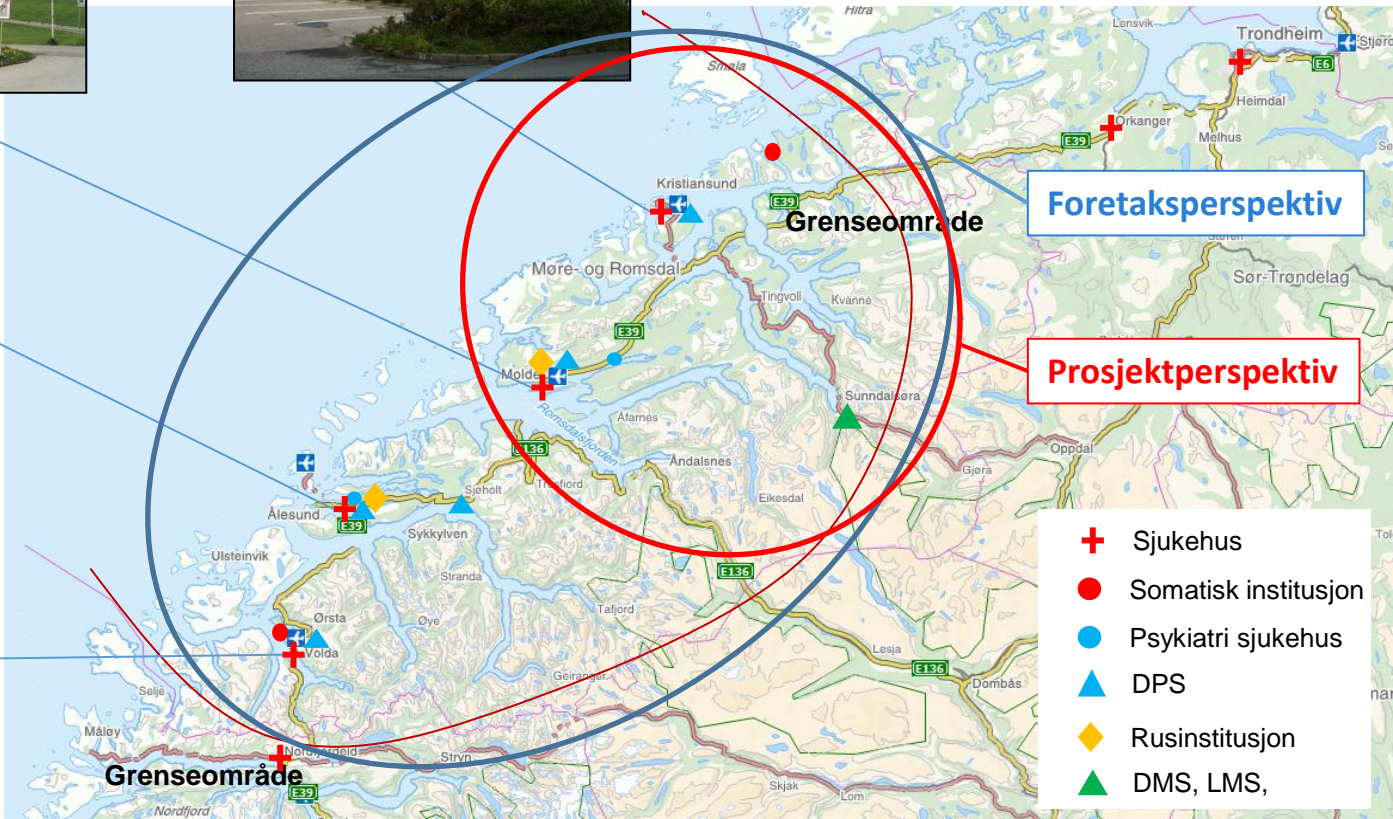 Hitra
Lensvik
Trondheim
Stjørd
E6
Smøla
Heimdal
Orkanger
Melhus
E39
Kristiansund
E39
Foretaksperspektiv
Grenseområde
Møre- og Romsdal
Sør-Trøndelag
Tingvoll
Kvanne
E39
Molde
Prosjektperspektiv
Romsdalsfjorden
Åfarnes
Sunndalsøra
Oppdal
E136
Åndalsnes
Gjøra
Tresfjord
Eikesdal
Sjøholt
Ålesund
E39
Sykkylven
Ulsteinvik
Stranda
E136
Tafjord
Ørsta
Øye
Volda
Lesja
E136
Geiranger
Dombås
Selje
Måløy
Nordfjordeid
Stryn
Grenseområde
E39
Skjak
Lom
Nordfjord
Sjukehus
Somatisk institusjon
Psykiatri sjukehus
DPS
Rusinstitusjon
DMS, LMS,